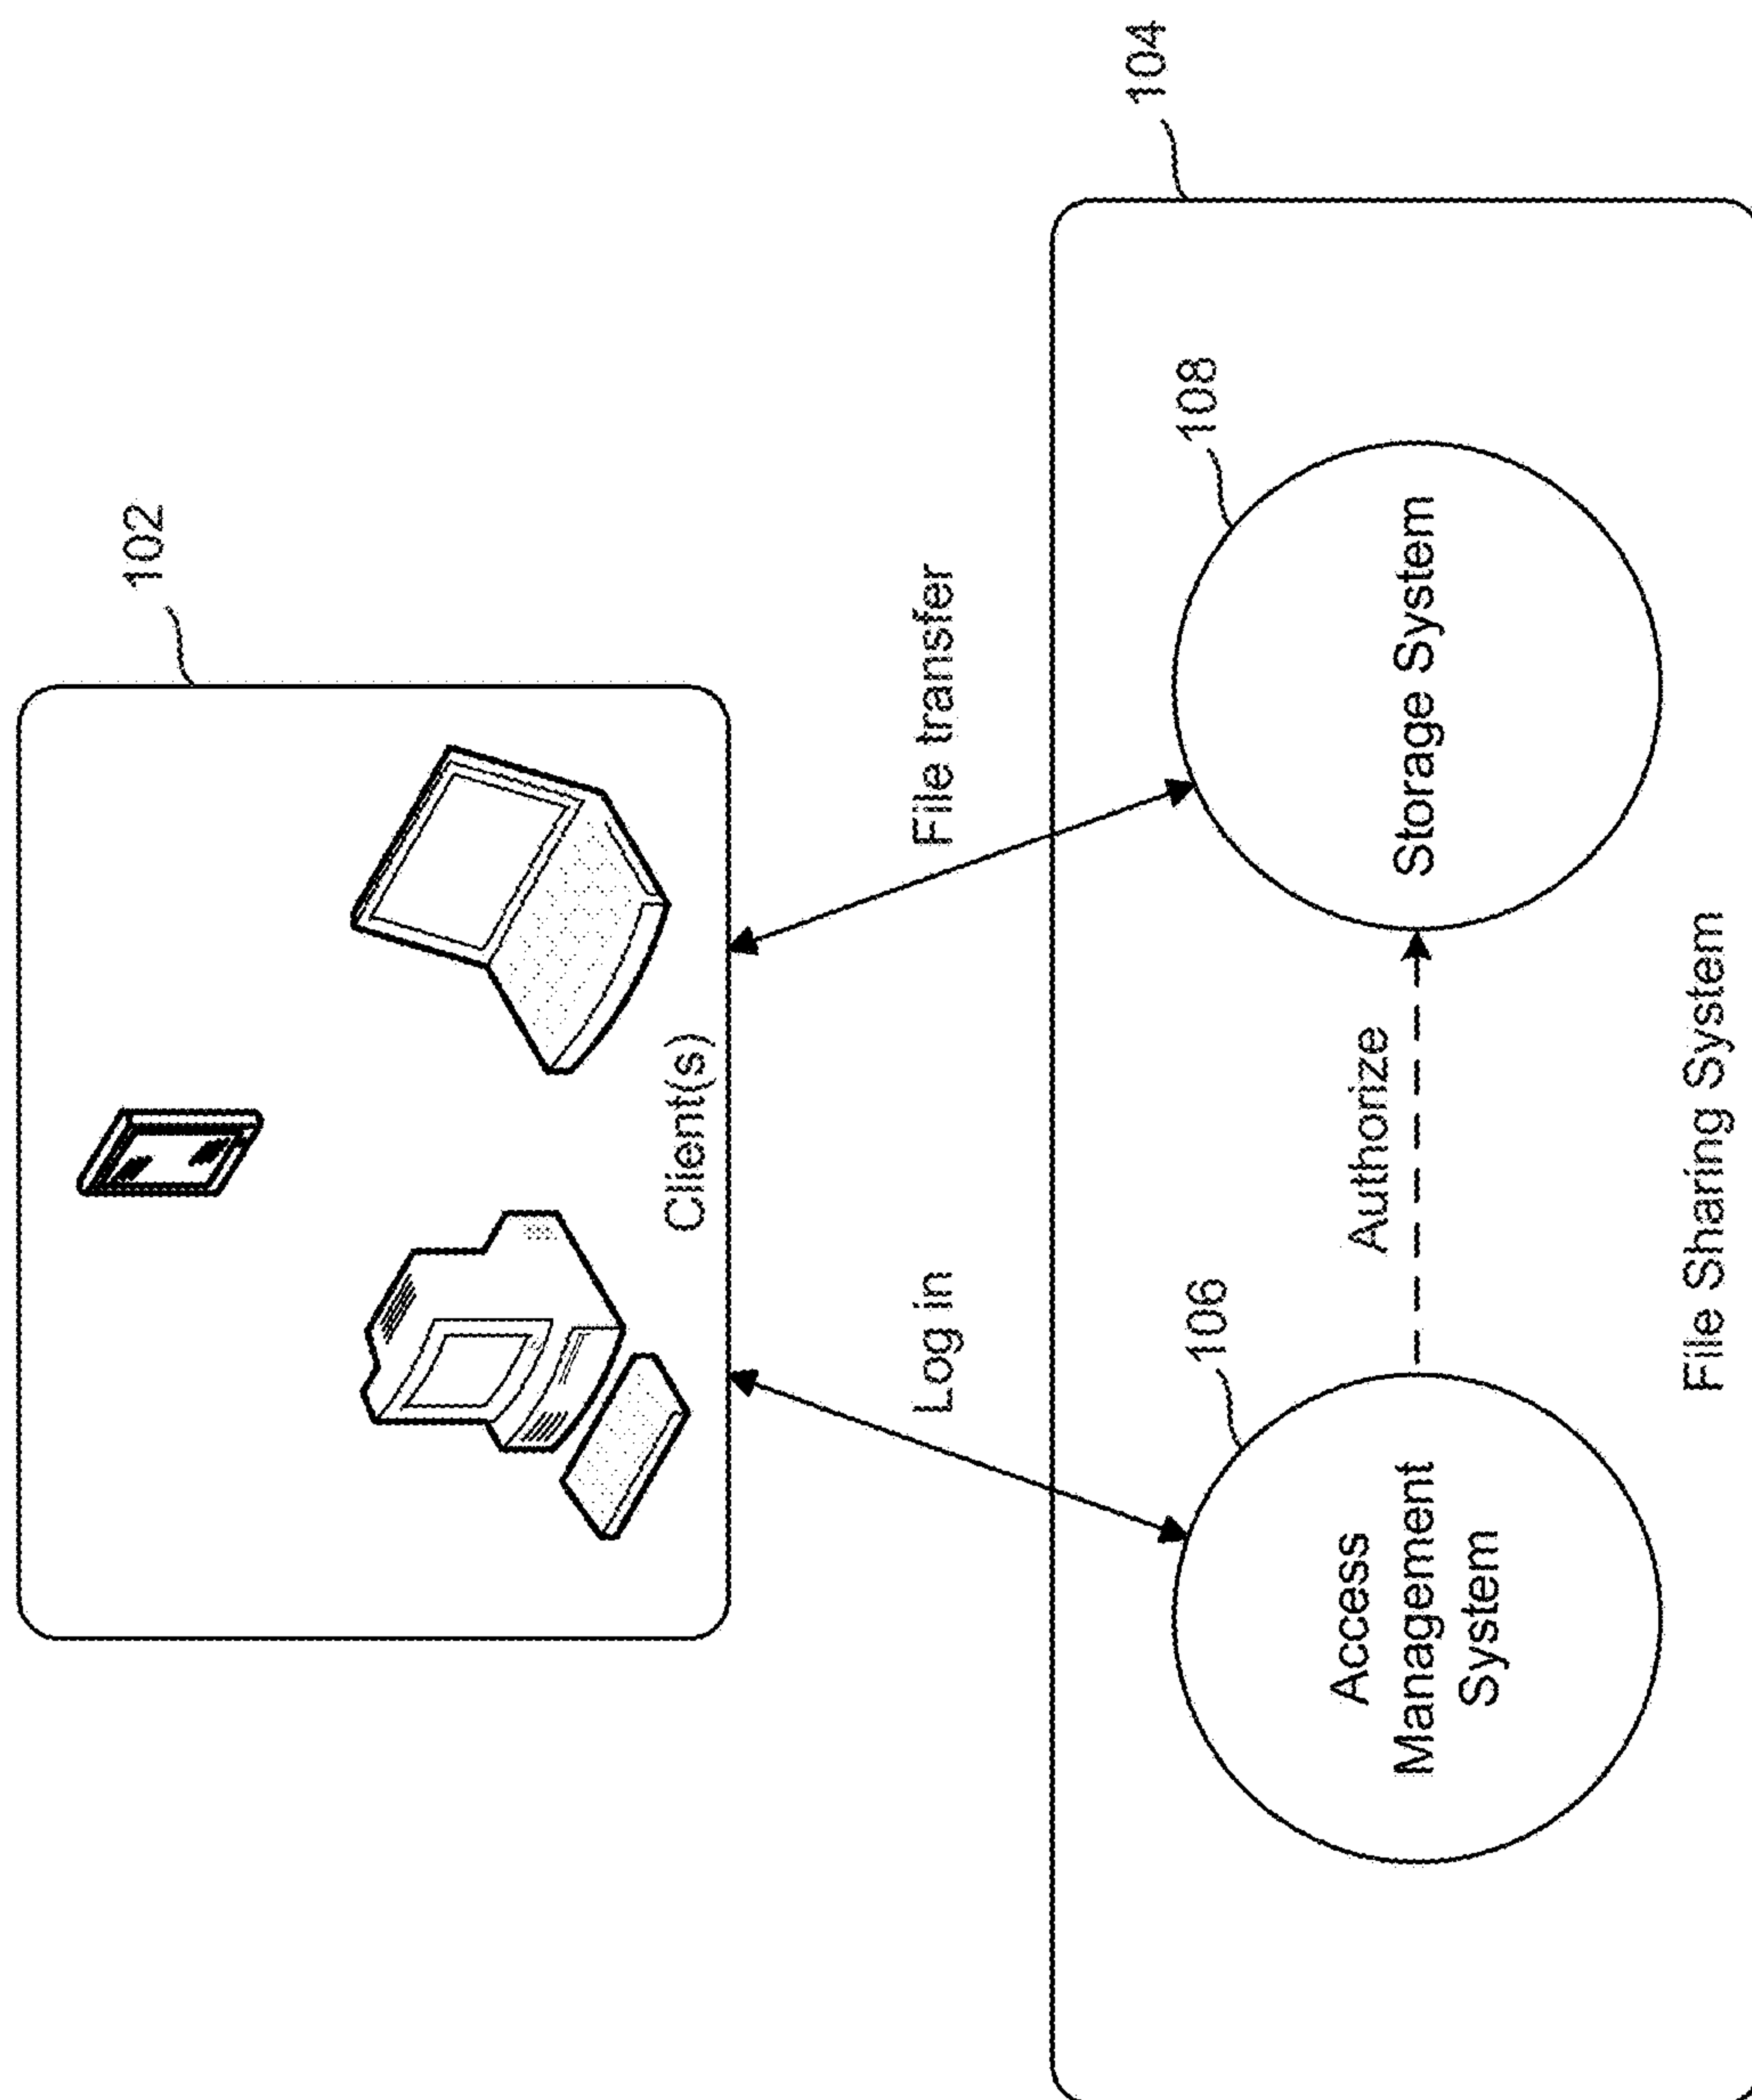 102
Client(s)
Log in
File transfer
104
106
Access
Management
System
Authorize
108
Storage System
File Sharing System